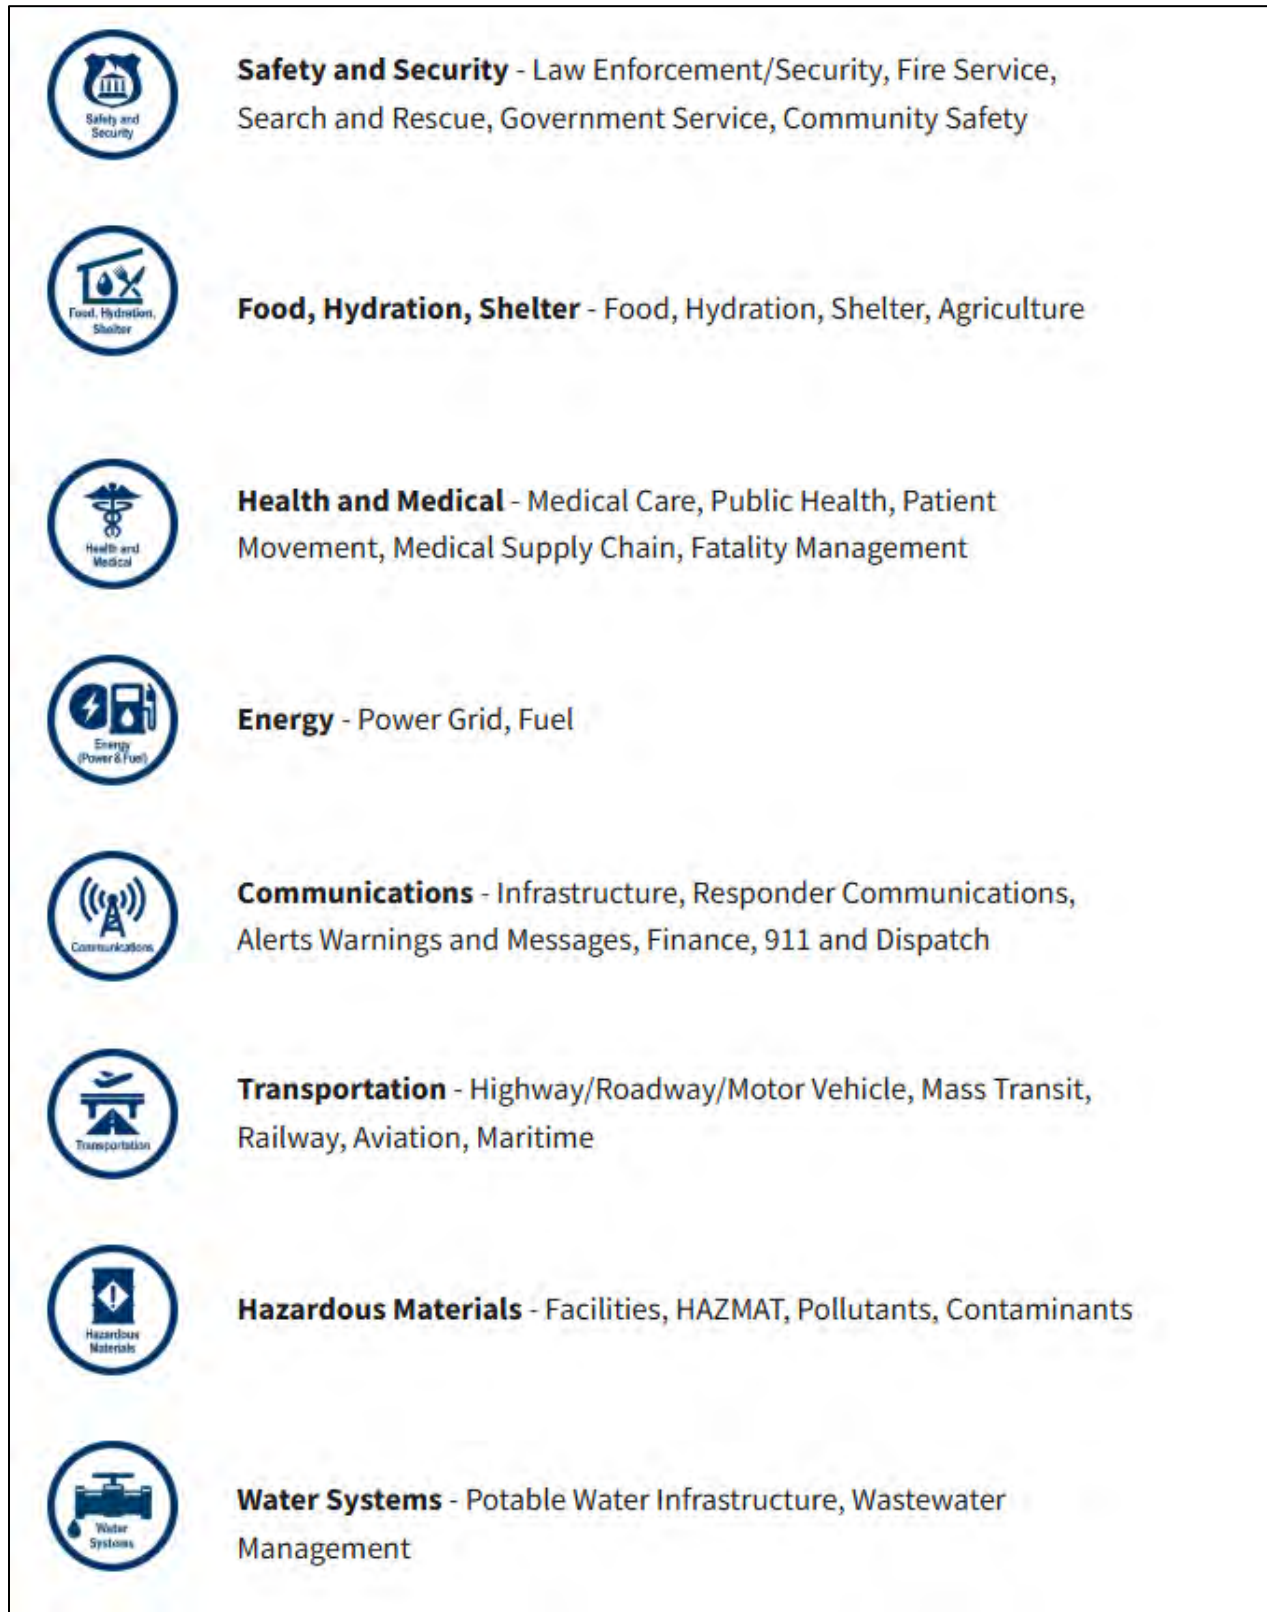 Safety and
Security
Safety and Security - Law Enforcement/Security, Fire Service,
Search and Rescue, Government Service, Community Safety
Food, Hydration,
Shelter
Food, Hydration, Shelter - Food, Hydration, Shelter, Agriculture
Health and
Medical
Health and Medical - Medical Care, Public Health, Patient
Movement, Medical Supply Chain, Fatality Management
Energy
(Power & Fuel)
Energy - Power Grid, Fuel
Communications
Communications - Infrastructure, Responder Communications,
Alerts Warnings and Messages, Finance, 911 and Dispatch
Transportation
Transportation - Highway/Roadway/Motor Vehicle, Mass Transit,
Railway, Aviation, Maritime
Hazardous
Materials
Hazardous Materials - Facilities, HAZMAT, Pollutants, Contaminants
Water
Systems
Water Systems - Potable Water Infrastructure, Wastewater
Management